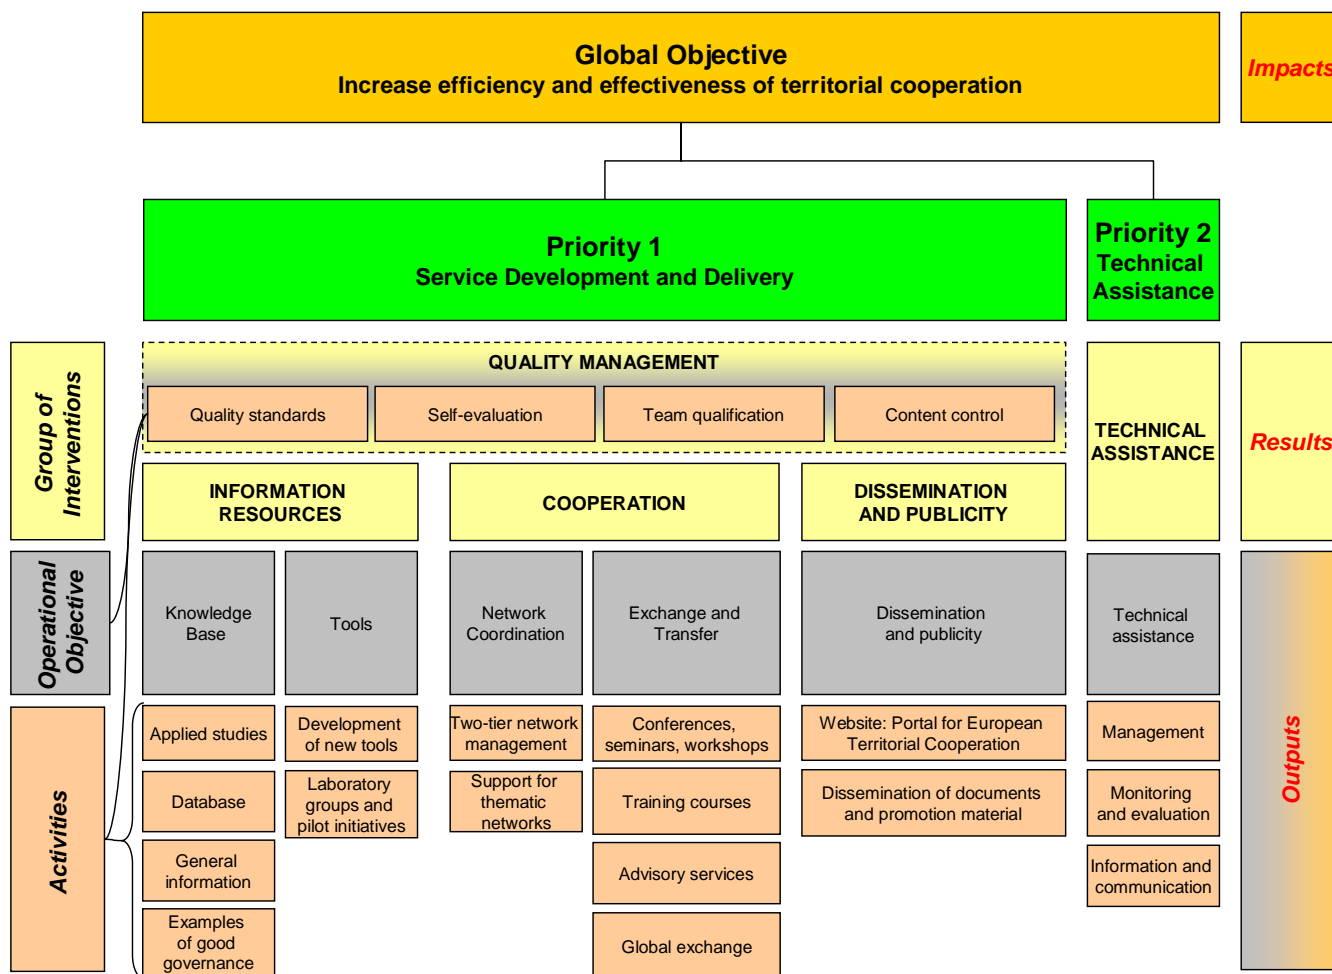 Global Objective
Increase efficiency and effectiveness of territorial cooperation
Impacts
Priority 1
Service Development and Delivery
Priority 2
Technical
Assistance
Group of
Interventions
QUALITY MANAGEMENT
Quality standards
Self-evaluation
Team qualification
Content control
TECHNICAL
ASSISTANCE
Results
INFORMATION
RESOURCES
COOPERATION
DISSEMINATION
AND PUBLICITY
Operational
Objective
Knowledge
Base
Tools
Network
Coordination
Exchange and
Transfer
Dissemination
and publicity
Technical
assistance
Outputs
Activities
Applied studies
Development
of new tools
Two-tier network
management
Conferences,
seminars, workshops
Website: Portal for European
Territorial Cooperation
Management
Database
Laboratory
groups and
pilot initiatives
Support for
thematic
networks
Training courses
Dissemination of documents
and promotion material
Monitoring
and evaluation
General
information
Advisory services
Information and
communication
Examples
of good
governance
Global exchange